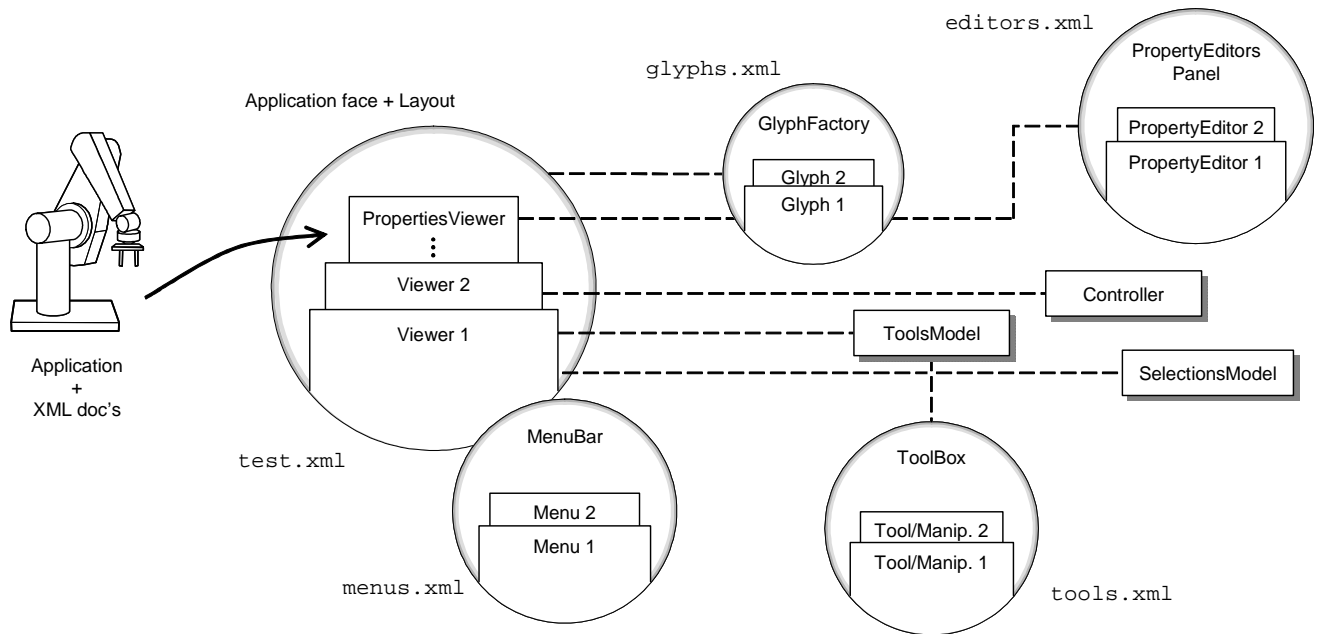 editors.xml
PropertyEditors
Panel
PropertyEditor 2
PropertyEditor 1
glyphs.xml
GlyphFactory
Glyph 2
Glyph 1
Application face + Layout
PropertiesViewer
Viewer 2
Viewer 1
test.xml
Application
+
XML doc's
Controller
ToolsModel
SelectionsModel
MenuBar
Menu 2
Menu 1
menus.xml
ToolBox
Tool/Manip. 2
Tool/Manip. 1
tools.xml